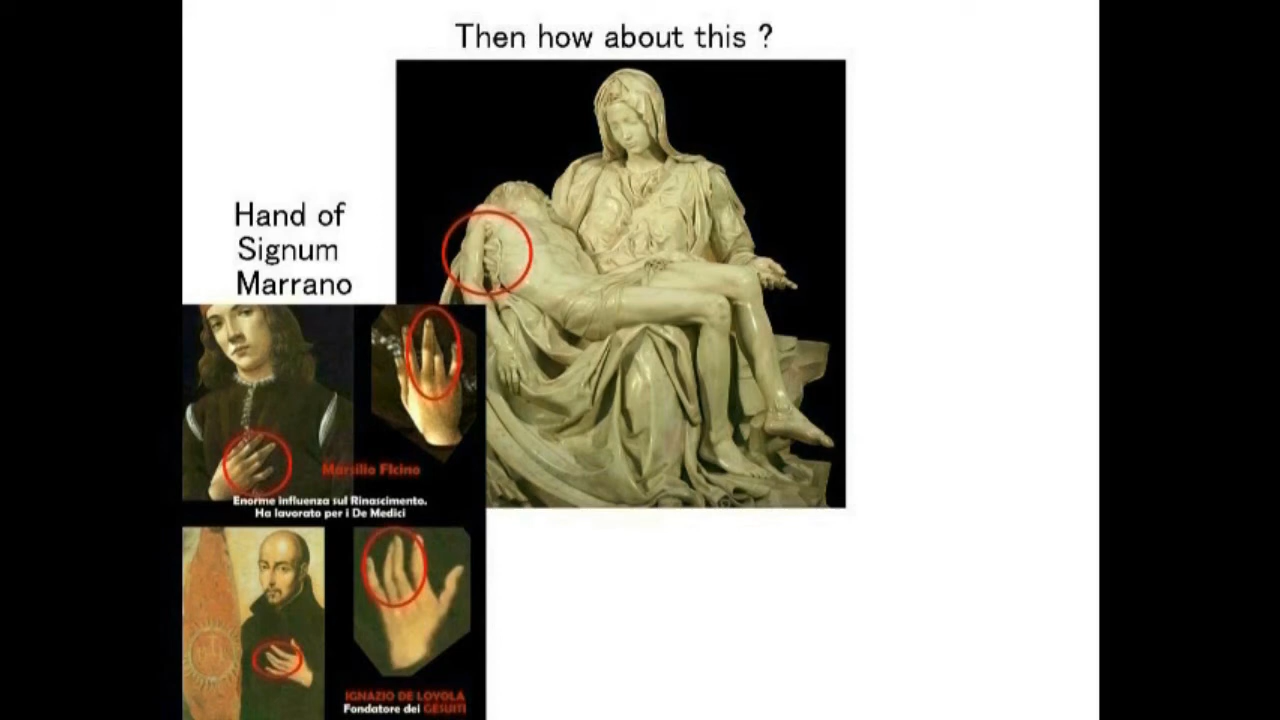 Then how about this ?
Hand of
Signum
Marrano
Marsilio FIcino
Enorme influenza sul Rinascimento.
Ha lavorato per i De Medici
IGNAZIO DE LOYOLA
Fondatore dei GESUITI